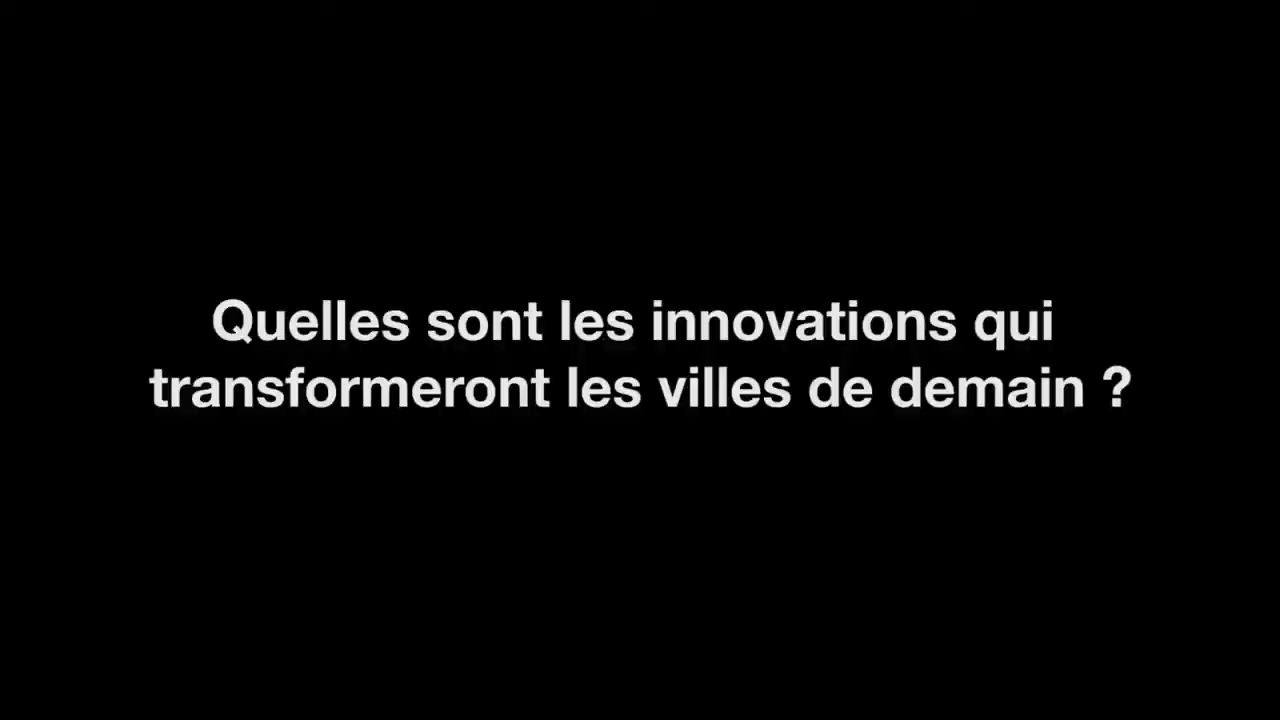 Quelles sont les innovations qui
transformeront les villes de demain ?